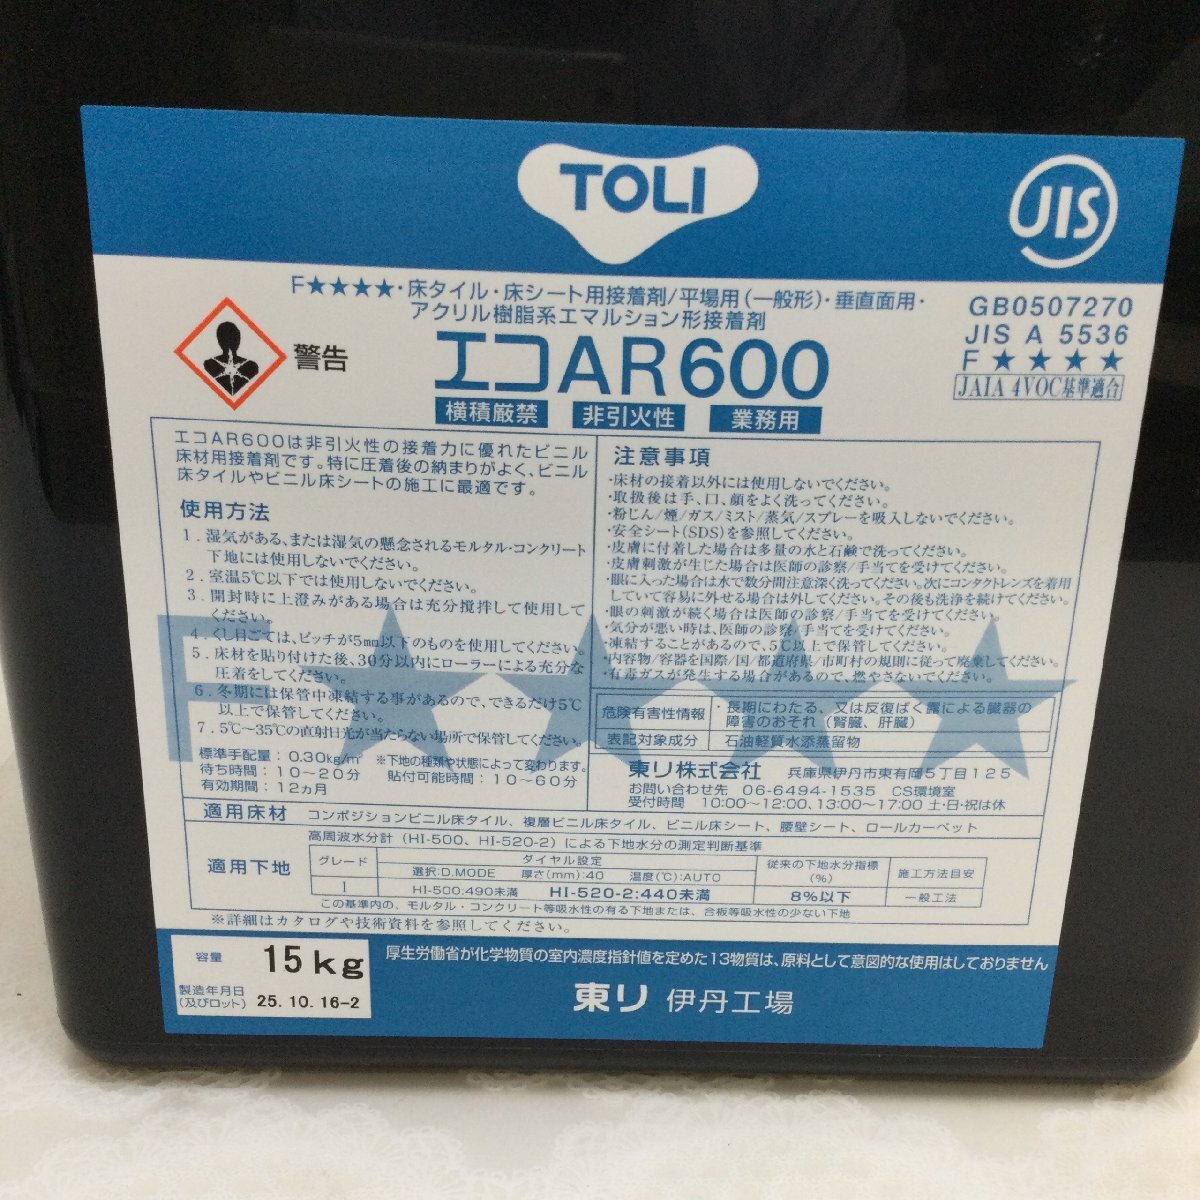 TOLI
JIS
F★★★★・床タイル・床シート用接着剤/平場用(一般形)・垂直面用・
アクリル樹脂系エマルション形接着剤
エコAR600
横積厳禁 非引火性 業務用
警告
GB0507270
JIS A 5536
F★★★★
JAIA 4VOC基準適合
エコAR600は非引火性の接着力に優れたビニル
床材用接着剤です。特に圧着後の納まりがよく、ビニル
床タイルやビニル床シートの施工に最適です。
使用方法
1．湿気がある、または湿気の懸念されるモルタル・コンクリート
下地には使用しないでください。
2．室温5℃以下では使用しないでください。
3．開封時に上澄みがある場合は充分撹拌して使用して
ください。
4．くし目ごては、ピッチが5mm以下のものを使用してください。
5．床材を貼り付けた後、30分以内にローラーによる充分な
圧着をしてください。
6．冬期には保管中凍結する事があるので、できるだけ5℃
以上で保管してください。
7．5℃～35℃の直射日光が当たらない場所で保管してください。
標準手配量：0.30kg/㎡ ※下地の種類や状態によって変わります。
待ち時間：10～20分 貼付可能時間：10～60分
有効期間：12ヵ月
注意事項
・床材の接着以外には使用しないでください。
・取扱後は手、口、顔をよく洗ってください。
・粉じん/煙/ガス/ミスト/蒸気/スプレーを吸入しないでください。
・安全シート(SDS)を参照してください。
・皮膚に付着した場合は多量の水と石鹸で洗ってください。
・皮膚刺激が生じた場合は医師の診察/手当てを受けてください。
・眼に入った場合は水で数分間注意深く洗ってください。次にコンタクトレンズを着用
していて容易に外せる場合は外してください。その後も洗浄を続けてください。
・眼の刺激が続く場合は医師の診察/手当てを受けてください。
・気分が悪い時は、医師の診察/手当てを受けてください。
・凍結することがあるので、5℃以上で保管してください。
・内容物/容器を国際/国/都道府県/市町村の規則に従って廃棄してください。
・有毒ガスが発生する場合があるので、燃やさないでください。
F★★★★
危険有害性情報 ・長期にわたる、又は反復ばく露による臓器の
障害のおそれ（腎臓、肝臓）
表記対象成分 石油軽質水添蒸留物
東リ株式会社 兵庫県伊丹市東有岡5丁目125
お問い合わせ先 06-6494-1535 CS環境室
受付時間 10:00～12:00、13:00～17:00 土・日・祝は休
適用床材 コンポジションビニル床タイル、複層ビニル床タイル、ビニル床シート、腰壁シート、ロールカーペット
適用下地
高周波水分計（HI-500、HI-520-2）による下地水分の測定判断基準
グレード ダイヤル設定 従来の下地水分指標(%) 施工方法目安
選択:D.MODE 厚さ(mm):40 温度(℃):AUTO
I HI-500:490未満 HI-520-2:440未満 8%以下 一般工法
この基準内の、モルタル・コンクリート等吸水性の有る下地または、合板等吸水性の少ない下地
※詳細はカタログや技術資料を参照してください。
容量 15kg
製造年月日
(及びロット) 25.10.16-2
厚生労働省が化学物質の室内濃度指針値を定めた13物質は、原料として意図的な使用はしておりません
東リ 伊丹工場